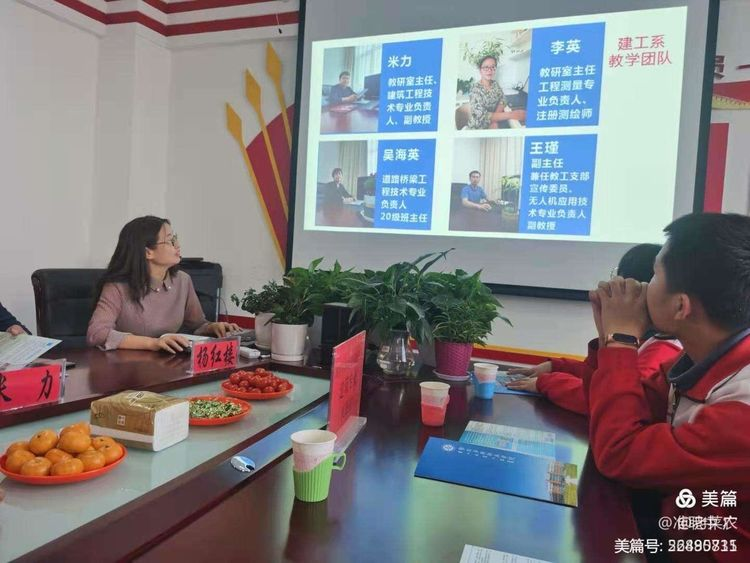 米力
教研室主任、
建筑工程技
术专业负责
人、副教授
李英
教研室主任
工程测量专
业负责人、
注册测绘师
建工系
教学团队
吴海英
道路桥梁工
程技术专业
负责人
20级班主任
王瑾
副主任
兼任教工支部
宣传委员、
无人机应用技
术专业负责人
副教授
杨红楼
米力
美篇
美篇号: